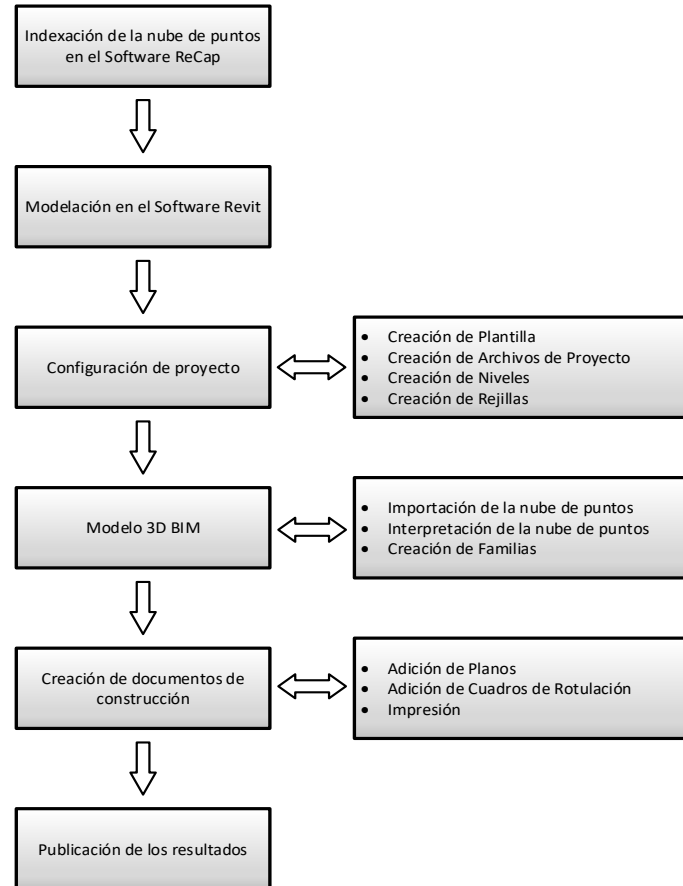 Indexación de la nube de puntos
en el Software ReCap
Modelación en el Software Revit
Configuración de proyecto
• Creación de Plantilla
• Creación de Archivos de Proyecto
• Creación de Niveles
• Creación de Rejillas
Modelo 3D BIM
• Importación de la nube de puntos
• Interpretación de la nube de puntos
• Creación de Familias
Creación de documentos de
construcción
• Adición de Planos
• Adición de Cuadros de Rotulación
• Impresión
Publicación de los resultados